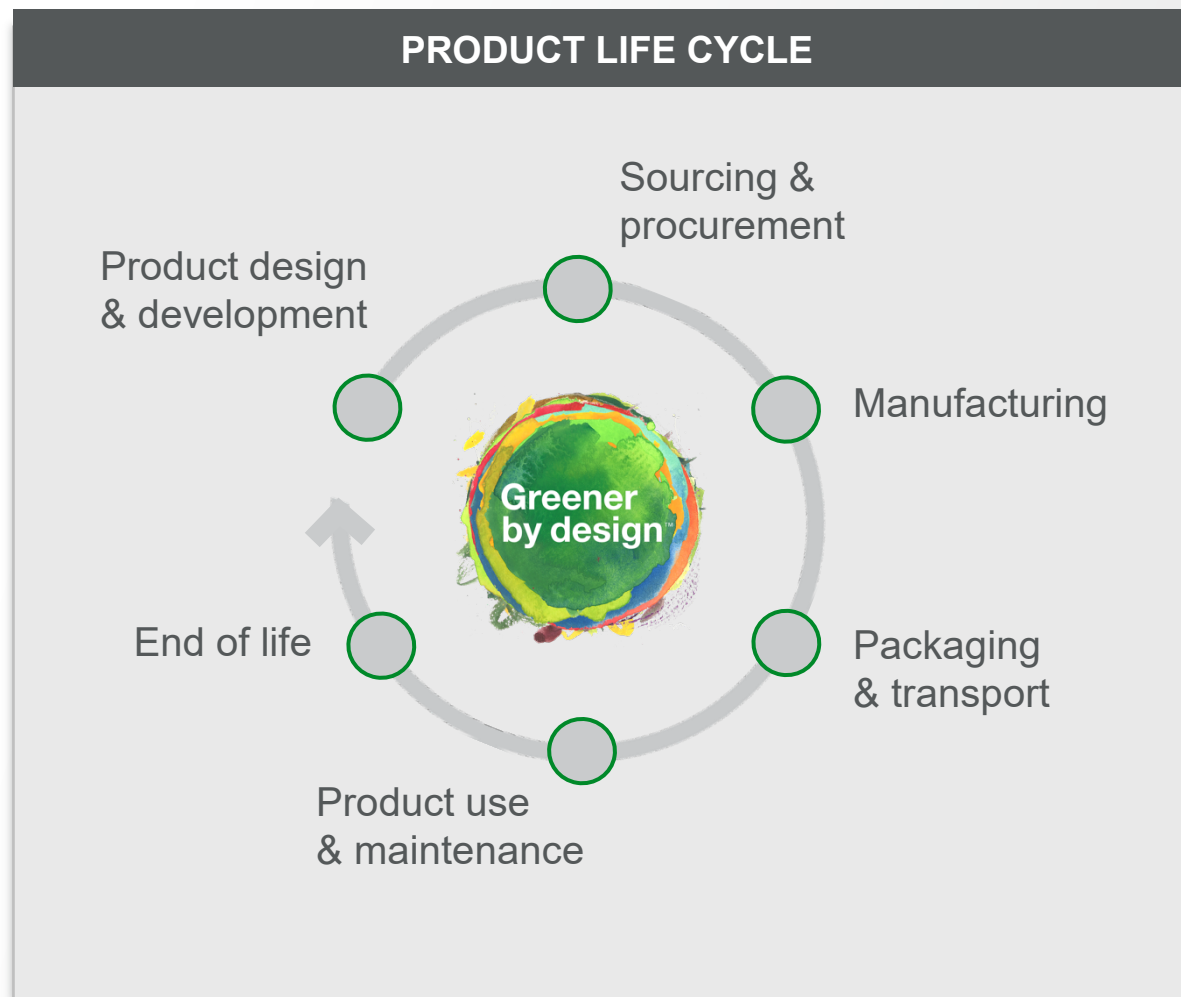 PRODUCT LIFE CYCLE
Sourcing &
procurement
Product design
& development
Manufacturing
Greener
by design™
End of life
Packaging
& transport
Product use
& maintenance